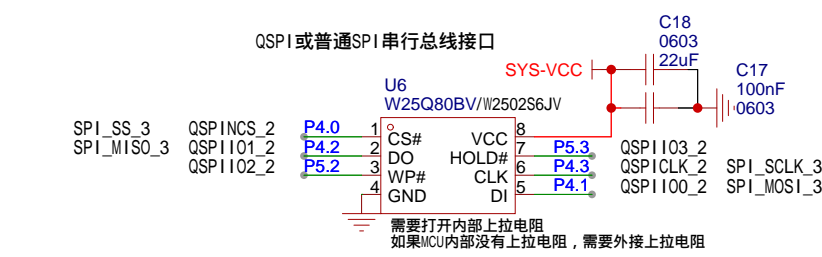 QSPI或普通SPI串行总线接口
C18
0603
22uF
SYS-VCC
C17
100nF
0603
U6
W25Q80BV/W2502S6JV
SPI_SS_3 QSPINCS_2 P4.0 1 CS# VCC 8
SPI_MISO_3 QSPIIO1_2 P4.2 2 DO HOLD# 7 P5.3 QSPIIO3_2
QSPIIO2_2 P5.2 3 WP# CLK 6 P4.3 QSPICLK_2 SPI_SCLK_3
4 GND DI 5 P4.1 QSPIIO0_2 SPI_MOSI_3
需要打开内部上拉电阻
如果MCU内部没有上拉电阻，需要外接上拉电阻